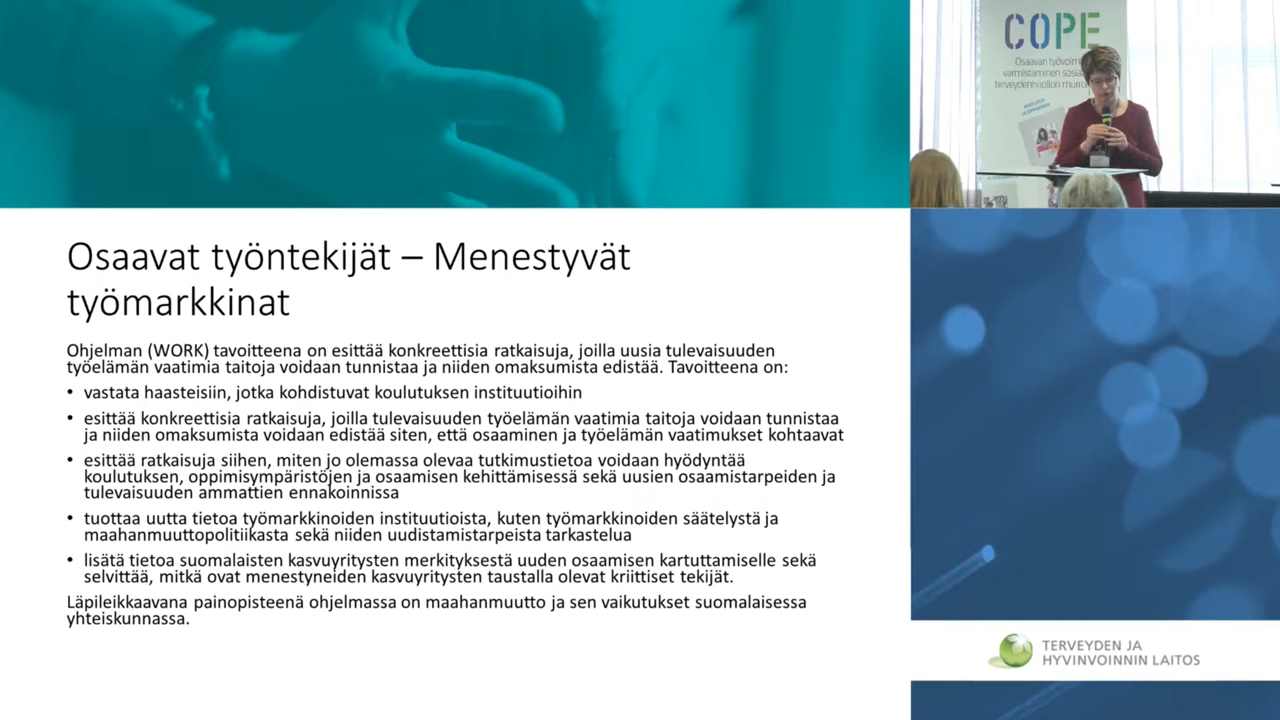 Osaavat työntekijät – Menestyvät
työmarkkinat
Ohjelman (WORK) tavoitteena on esittää konkreettisia ratkaisuja, joilla uusia tulevaisuuden
työelämän vaatimia taitoja voidaan tunnistaa ja niiden omaksumista edistää. Tavoitteena on:
• vastata haasteisiin, jotka kohdistuvat koulutuksen instituutioihin
• esittää konkreettisia ratkaisuja, joilla tulevaisuuden työelämän vaatimia taitoja voidaan tunnistaa
ja niiden omaksumista voidaan edistää siten, että osaaminen ja työelämän vaatimukset kohtaavat
• esittää ratkaisuja siihen, miten jo olemassa olevaa tutkimustietoa voidaan hyödyntää
koulutuksen, oppimisympäristöjen ja osaamisen kehittämisessä sekä uusien osaamistarpeiden ja
tulevaisuuden ammattien ennakoinnissa
• tuottaa uutta tietoa työmarkkinoiden instituutioista, kuten työmarkkinoiden säätelystä ja
maahanmuuttopolitiikasta sekä niiden uudistamistarpeista tarkastelua
• lisätä tietoa suomalaisten kasvuyritysten merkityksestä uuden osaamisen kartuttamiselle sekä
selvittää, mitkä ovat menestyneiden kasvuyritysten taustalla olevat kriittiset tekijät.
Läpileikkaavana painopisteenä ohjelmassa on maahanmuutto ja sen vaikutukset suomalaisessa
yhteiskunnassa.
COPE
Osaavan
varmistaminen
TERVEYDEN JA
HYVINVOINNIN LAITOS